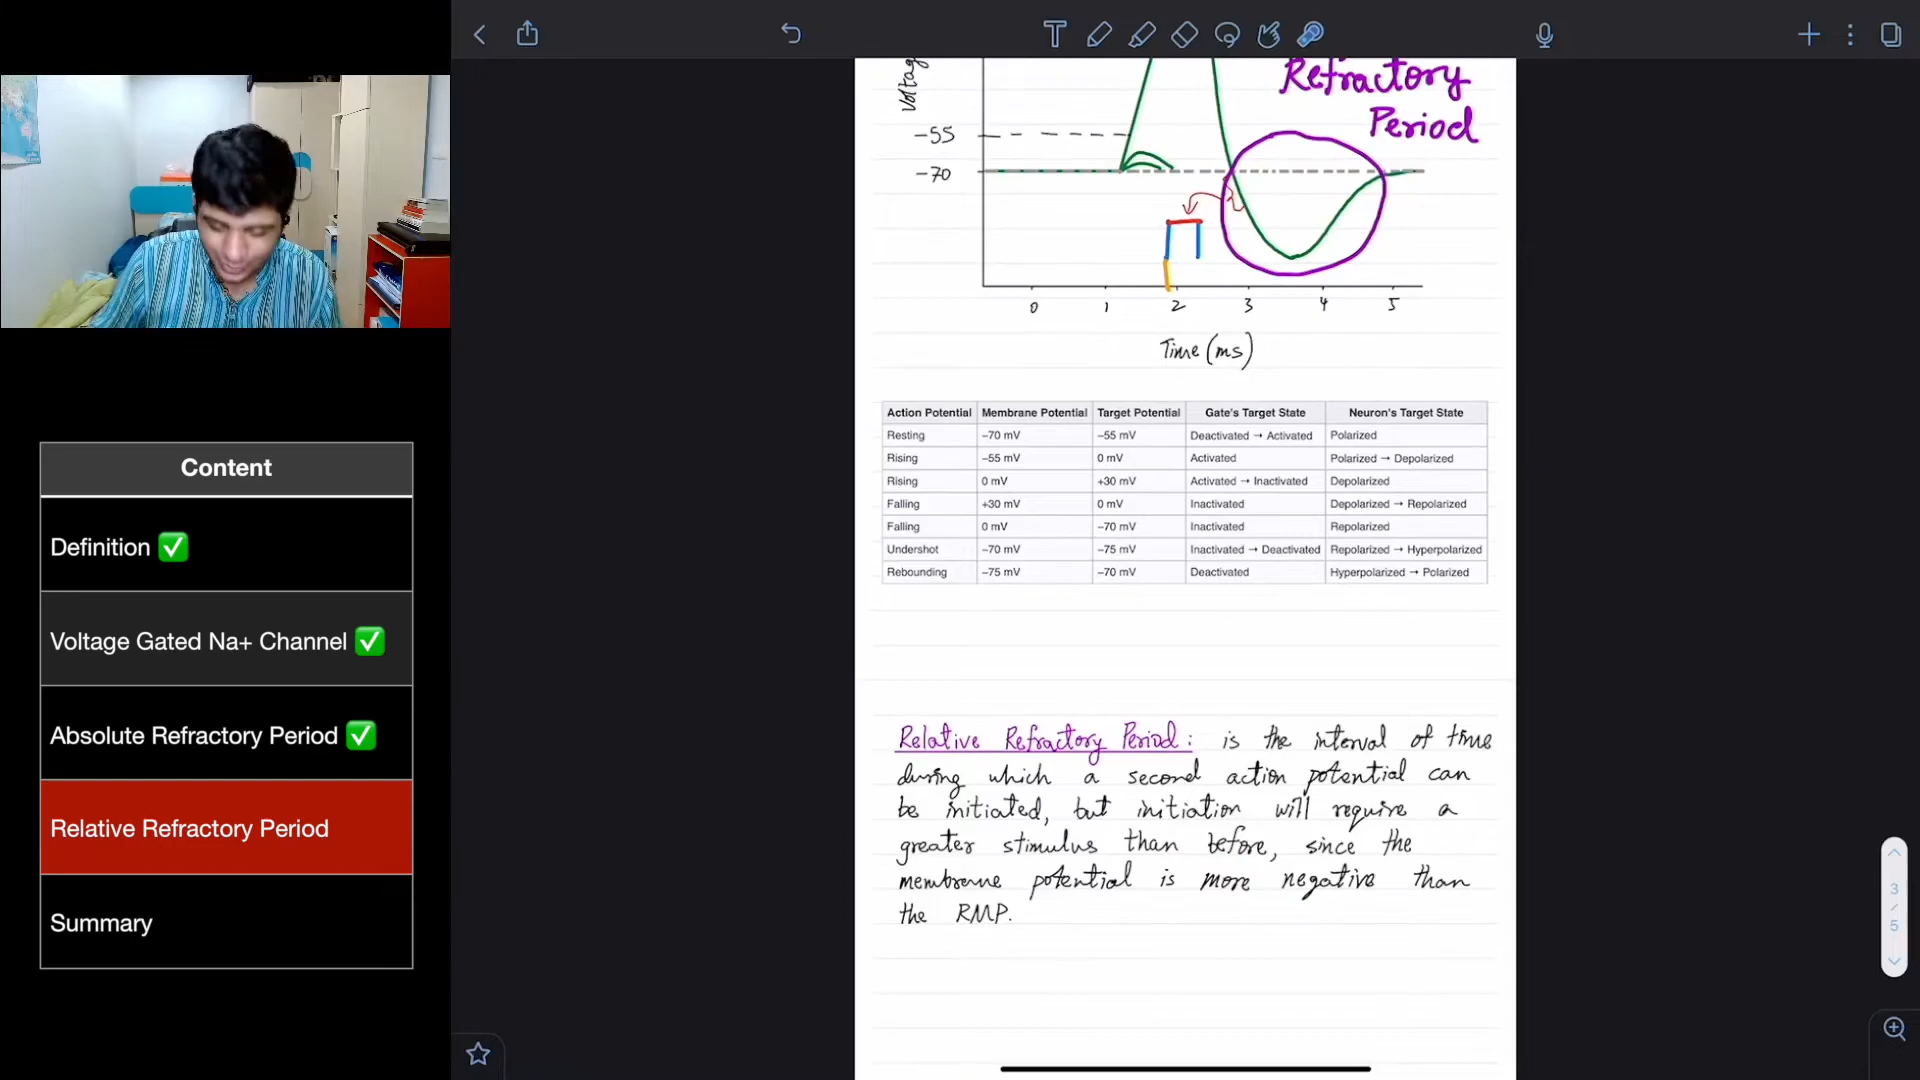 Content
Definition ✅
Voltage Gated Na+ Channel ✅
Absolute Refractory Period ✅
Relative Refractory Period
Summary
Voltag
Refractory
Period
-55
-70
0 1 2 3 4 5
Time (ms)
Action Potential Membrane Potential Target Potential Gate's Target State Neuron's Target State
Resting −70 mV −55 mV Deactivated → Activated Polarized
Rising −55 mV 0 mV Activated Polarized → Depolarized
Rising 0 mV +30 mV Activated → Inactivated Depolarized
Falling +30 mV 0 mV Inactivated Depolarized → Repolarized
Falling 0 mV −70 mV Inactivated Repolarized
Undershot −70 mV −75 mV Inactivated → Deactivated Repolarized → Hyperpolarized
Rebounding −75 mV −70 mV Deactivated Hyperpolarized → Polarized
Relative Refractory Period: is the interval of time
during which a second action potential can
be initiated, but initiation will require a
greater stimulus than before, since the
membrane potential is more negative than
the RMP.
3
/
5